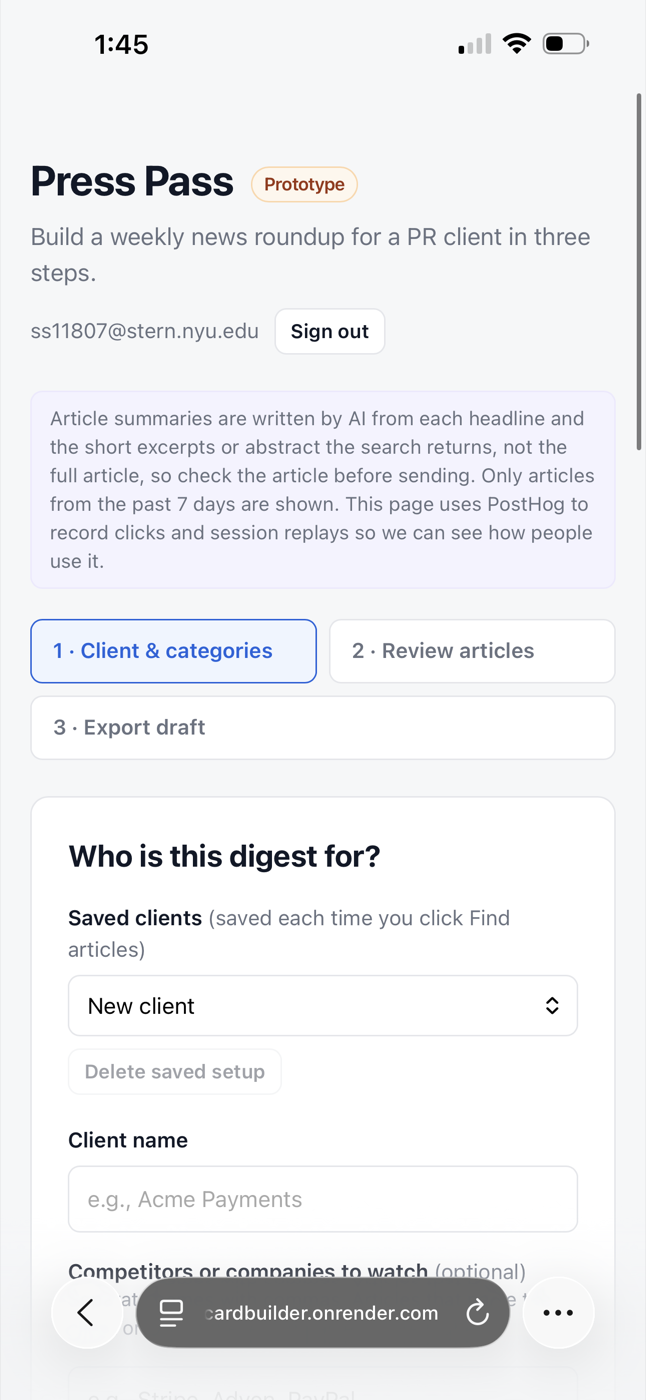 1:45
Press Pass Prototype
Build a weekly news roundup for a PR client in three
steps.
ss11807@stern.nyu.edu Sign out
Article summaries are written by AI from each headline and
the short excerpts or abstract the search returns, not the
full article, so check the article before sending. Only articles
from the past 7 days are shown. This page uses PostHog to
record clicks and session replays so we can see how people
use it.
1 · Client & categories 2 · Review articles
3 · Export draft
Who is this digest for?
Saved clients (saved each time you click Find
articles)
New client
Delete saved setup
Client name
e.g., Acme Payments
Competitors or companies to watch (optional)
cardbuilder.onrender.com
e.g., Stripe, Adyen, PayPal